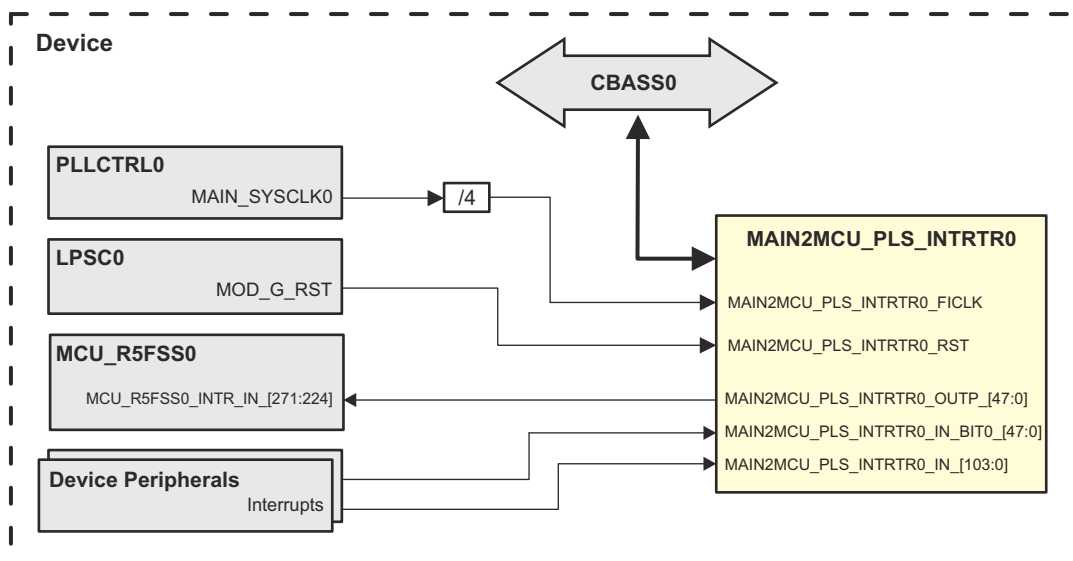 Device
CBASS0
PLLCTRL0
MAIN_SYSCLK0
/4
LPSC0
MOD_G_RST
MCU_R5FSS0
MCU_R5FSS0_INTR_IN_[271:224]
Device Peripherals
Interrupts
MAIN2MCU_PLS_INTRTR0
MAIN2MCU_PLS_INTRTR0_FICLK
MAIN2MCU_PLS_INTRTR0_RST
MAIN2MCU_PLS_INTRTR0_OUTP_[47:0]
MAIN2MCU_PLS_INTRTR0_IN_BIT0_[47:0]
MAIN2MCU_PLS_INTRTR0_IN_[103:0]